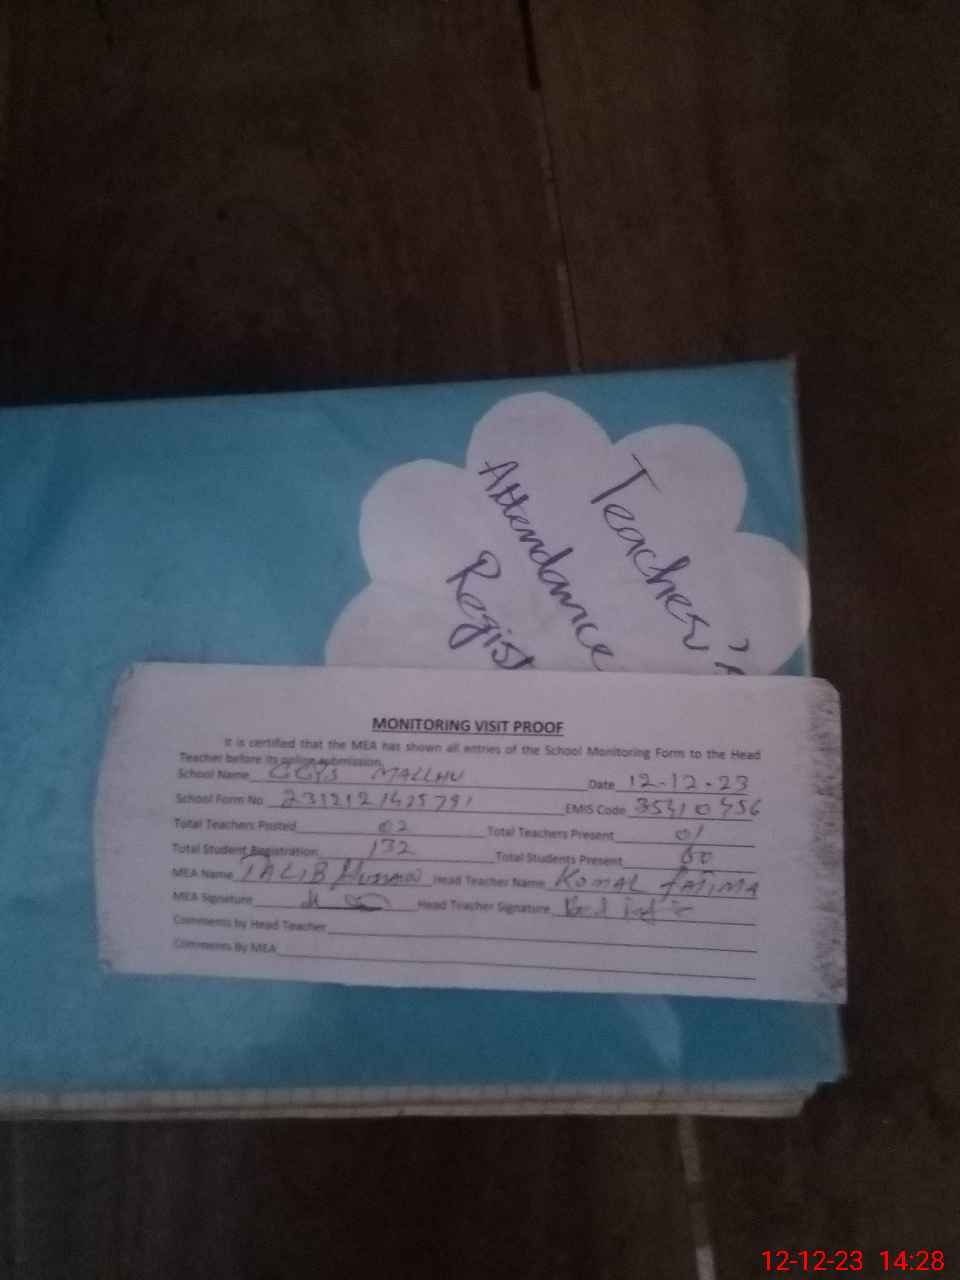 Teacher's
Attendance
Regist
MONITORING VISIT PROOF
It is certified that the MEA has shown all entries of the School Monitoring Form to the Head
Teacher before its online submission.
School Name MALLHU Date 12-12-23
School Form No EMIS Code 35410456
Total Teachers Posted 02 Total Teachers Present 01
Total Student Registration 132 Total Students Present 60
MEA Name TALIB Hussain Head Teacher Name KOMAL FATIMA
MEA Signature Head Teacher Signature
Comments by Head Teacher
Comments By MEA
12-12-23 14:28